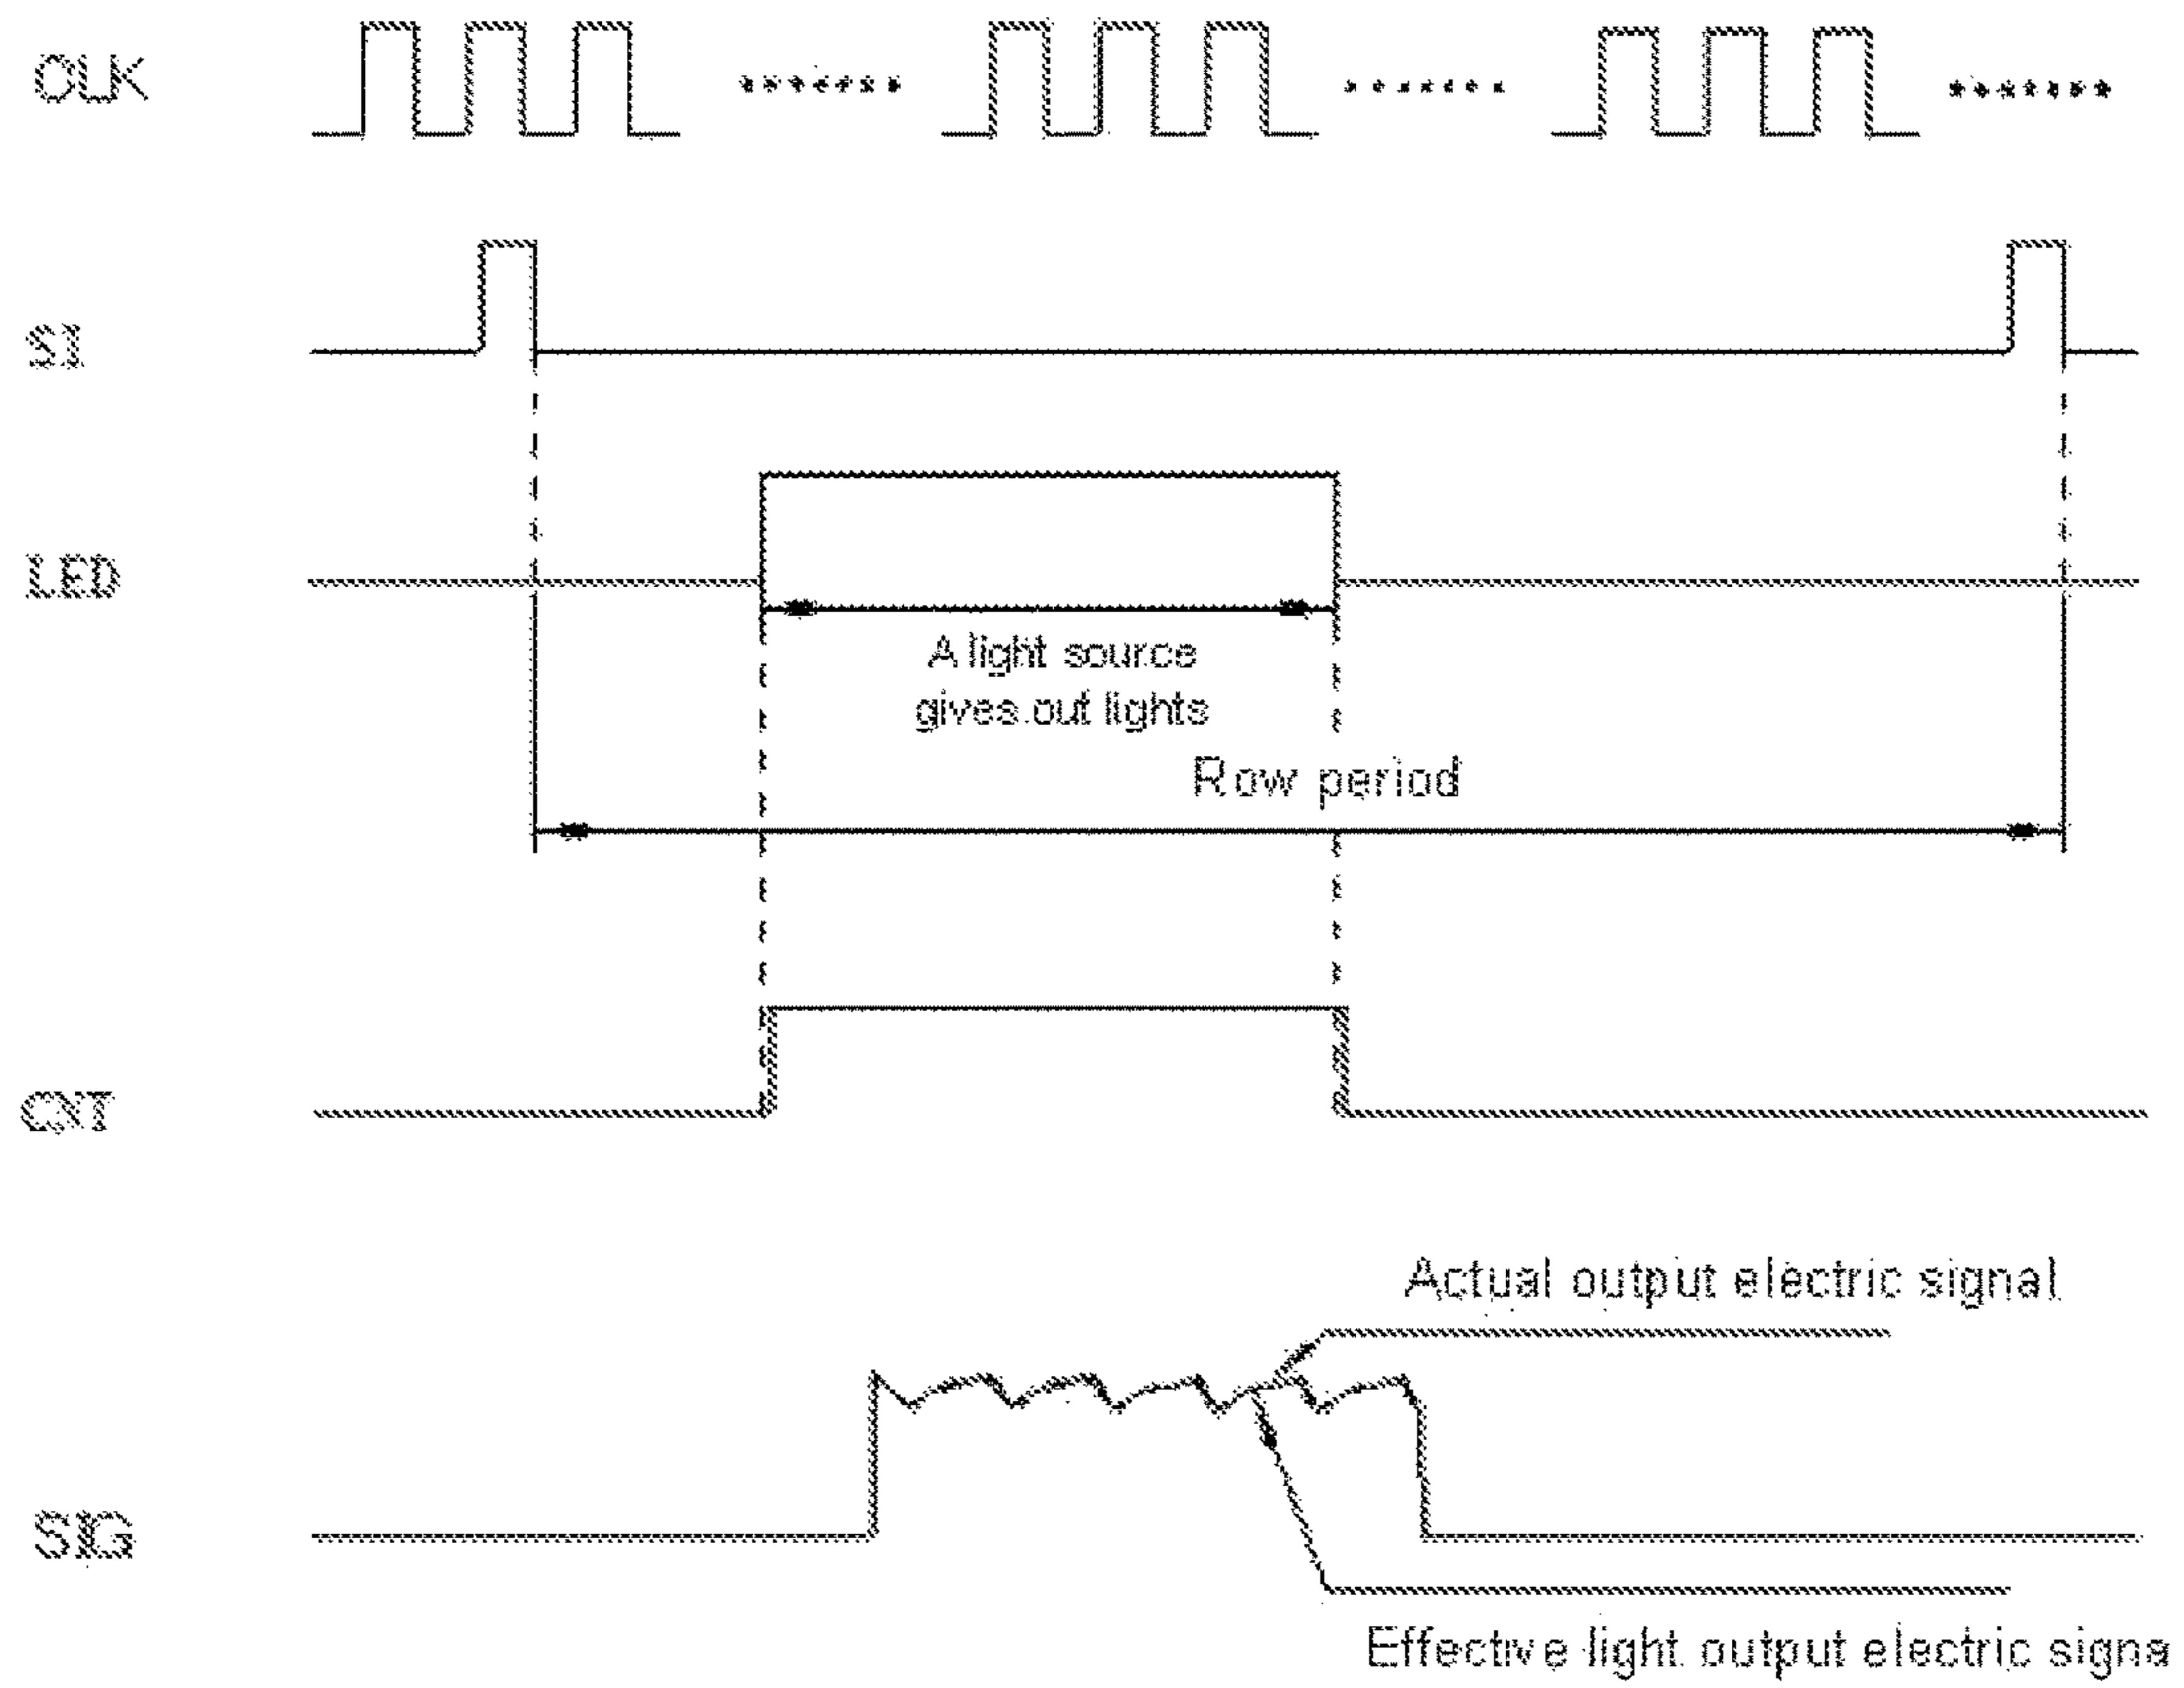 CLK
SI
LED
A light source
gives out lights
Row period
CNT
Actual output electric signal
SIG
Effective light output electric signa